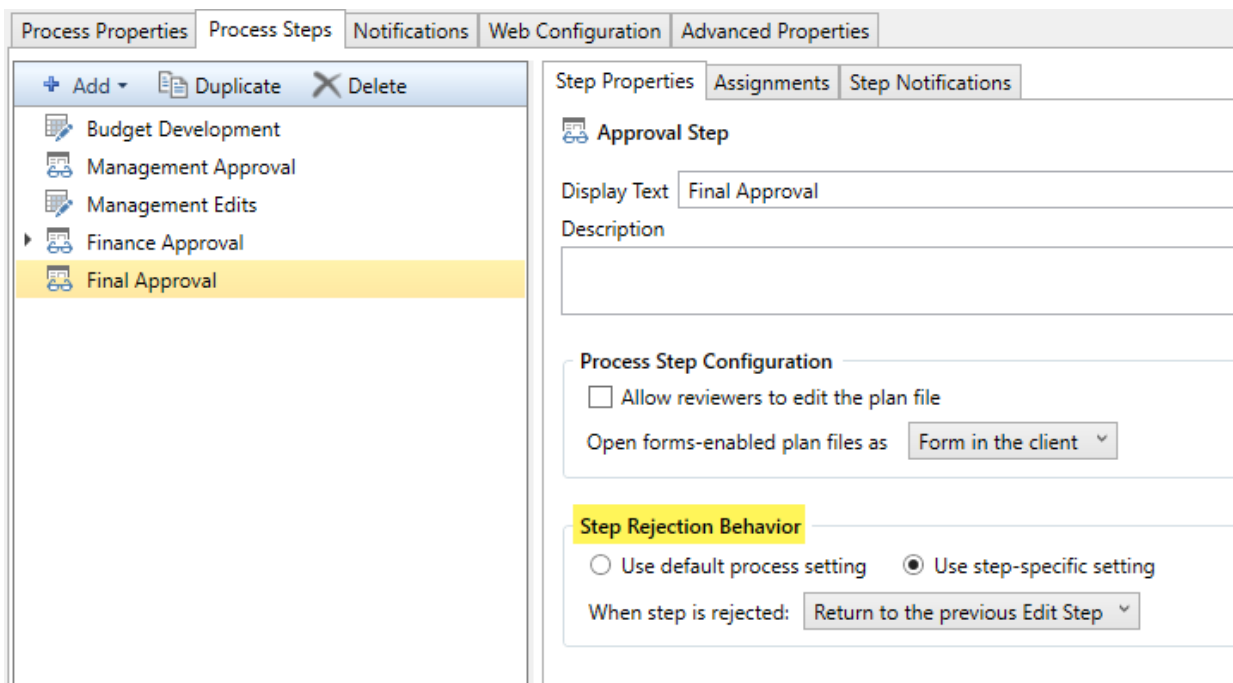 Process Properties Process Steps Notifications Web Configuration Advanced Properties
Add Duplicate Delete
Budget Development
Management Approval
Management Edits
Finance Approval
Final Approval
Step Properties Assignments Step Notifications
Approval Step
Display Text Final Approval
Description
Process Step Configuration
Allow reviewers to edit the plan file
Open forms-enabled plan files as Form in the client
Step Rejection Behavior
Use default process setting Use step-specific setting
When step is rejected: Return to the previous Edit Step